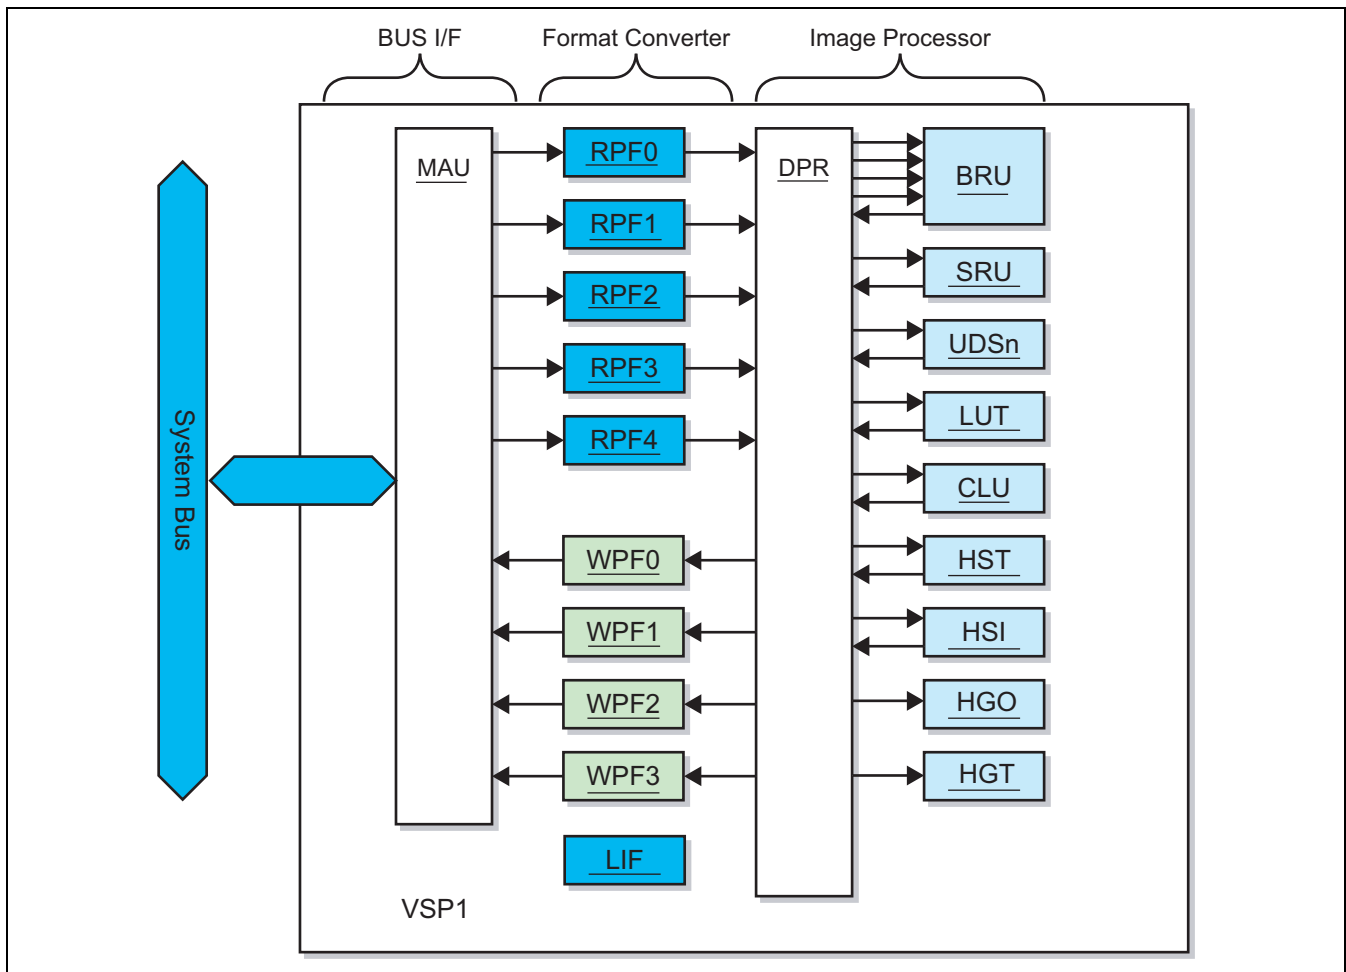 BUS I/F
Format Converter
Image Processor
MAU
RPF0
DPR
BRU
RPF1
SRU
RPF2
UDSn
RPF3
LUT
RPF4
CLU
System Bus
WPF0
HST
WPF1
HSI
WPF2
HGO
WPF3
HGT
LIF
VSP1